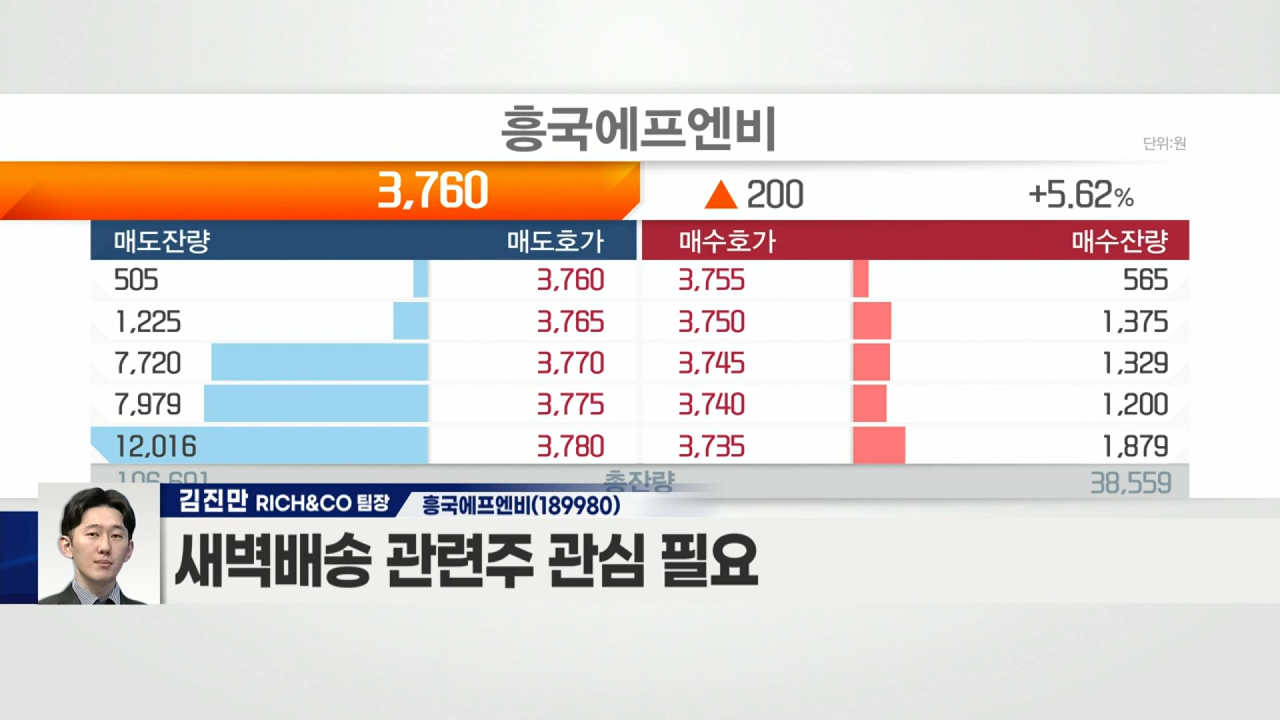 흥국에프엔비
단위:원
3,760 ▲ 200 +5.62%
매도잔량 매도호가 매수호가 매수잔량
505 3,760 3,755 565
1,225 3,765 3,750 1,375
7,720 3,770 3,745 1,329
7,979 3,775 3,740 1,200
12,016 3,780 3,735 1,879
106,691 총잔량 38,559
김진만 RICH&CO 팀장 흥국에프엔비(189980)
새벽배송 관련주 관심 필요